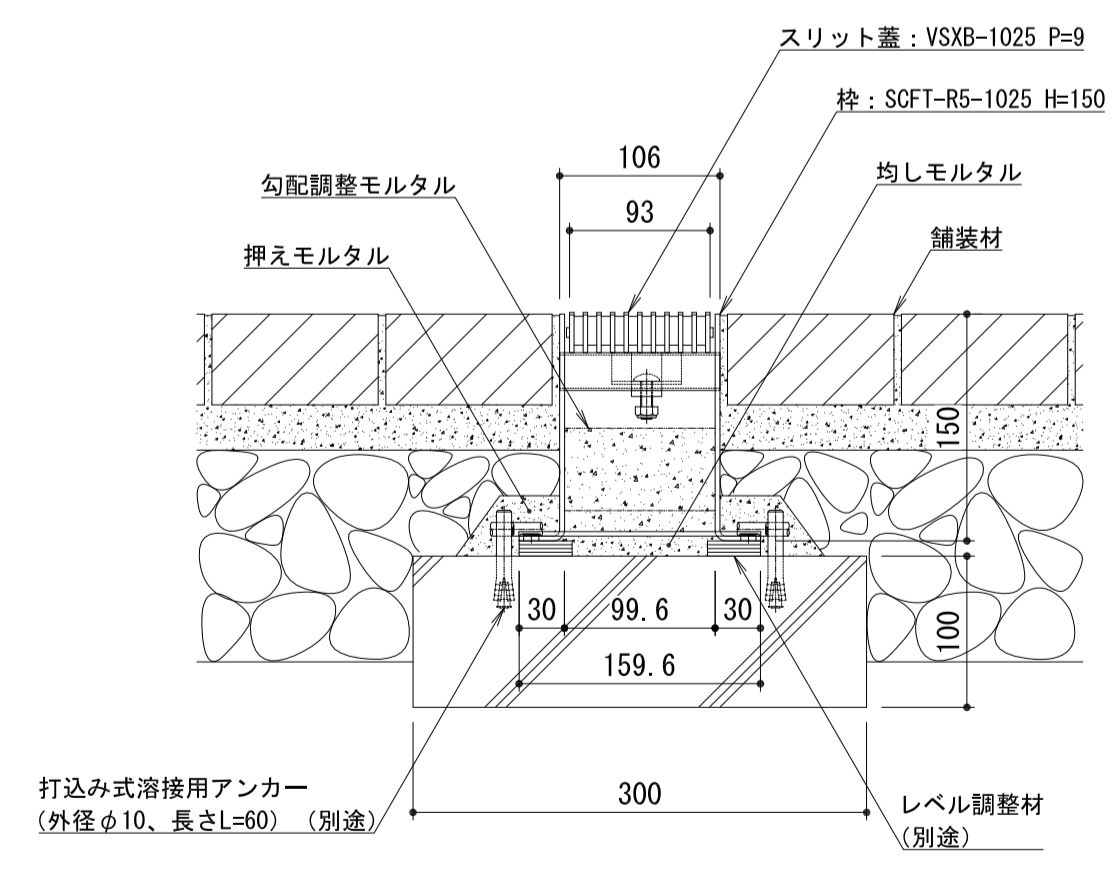 スリット蓋：VSXB-1025 P=9
枠：SCFT-R5-1025 H=150
106
勾配調整モルタル
均しモルタル
93
押えモルタル
舗装材
150
30
99.6
30
100
159.6
打込み式溶接用アンカー
(外径φ10、長さL=60) (別途)
300
レベル調整材
(別途)